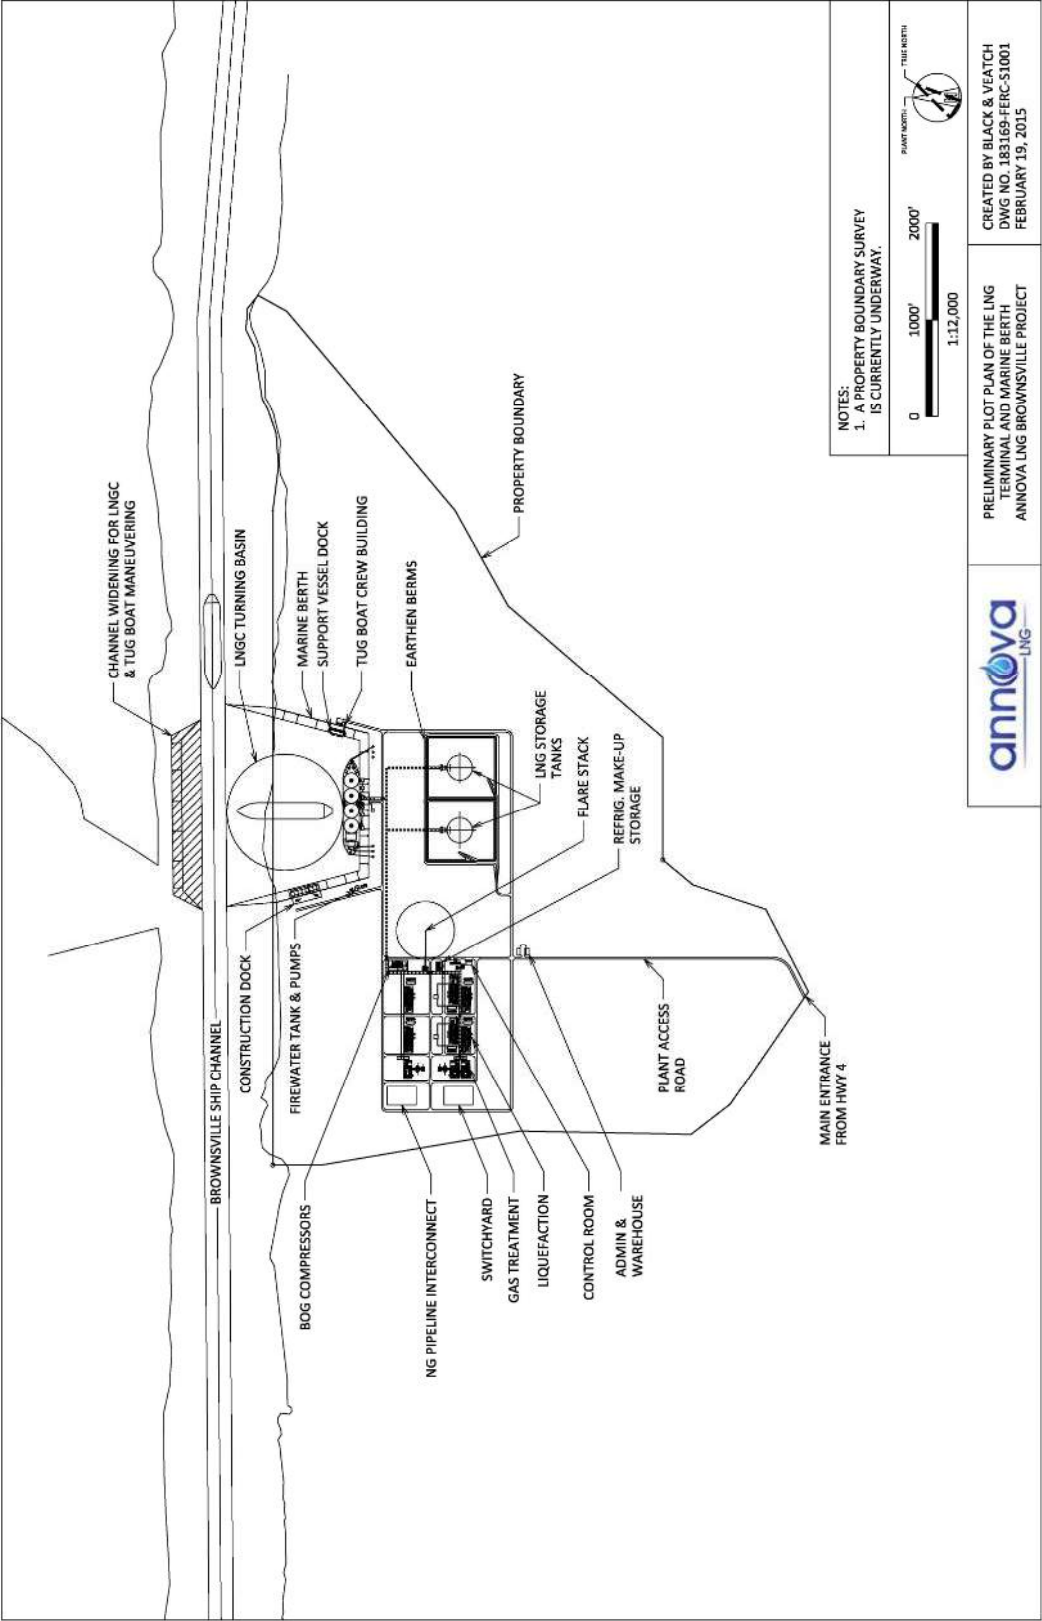 CHANNEL WIDENING FOR LNGC
& TUG BOAT MANEUVERING
LNGC TURNING BASIN
MARINE BERTH
SUPPORT VESSEL DOCK
TUG BOAT CREW BUILDING
EARTHEN BERMS
PROPERTY BOUNDARY
LNG STORAGE
TANKS
FLARE STACK
REFRIG. MAKE-UP
STORAGE
BROWNSVILLE SHIP CHANNEL
CONSTRUCTION DOCK
FIREWATER TANK & PUMPS
BOG COMPRESSORS
NG PIPELINE INTERCONNECT
SWITCHYARD
GAS TREATMENT
LIQUEFACTION
CONTROL ROOM
ADMIN &
WAREHOUSE
PLANT ACCESS
ROAD
MAIN ENTRANCE
FROM HWY 4
NOTES:
1. A PROPERTY BOUNDARY SURVEY
IS CURRENTLY UNDERWAY.
PLANT NORTH
TRUE NORTH
0 1000' 2000'
1:12,000
annova
LNG
PRELIMINARY PLOT PLAN OF THE LNG
TERMINAL AND MARINE BERTH
ANNOVA LNG BROWNSVILLE PROJECT
CREATED BY BLACK & VEATCH
DWG NO. 183169-FERC-S1001
FEBRUARY 19, 2015